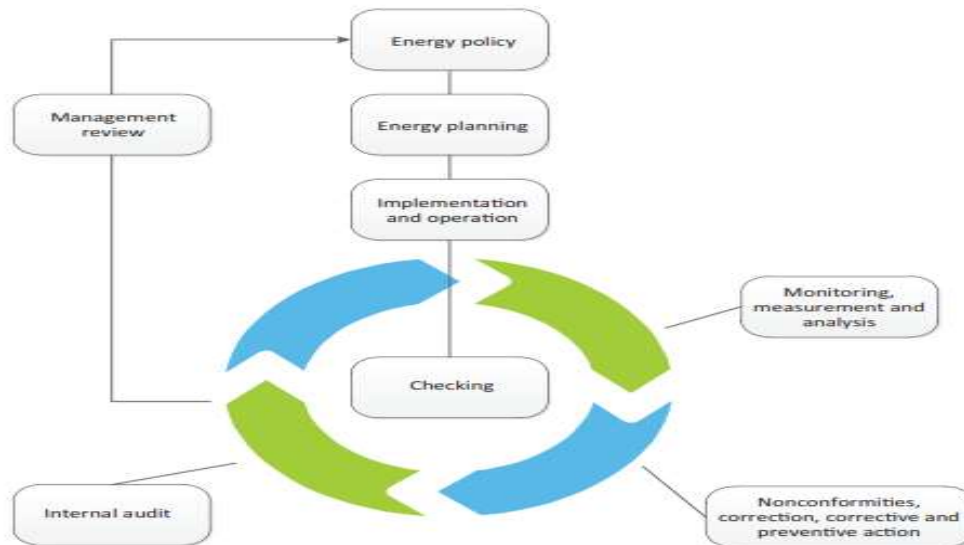 Energy policy
Management
review
Energy planning
Implementation
and operation
Monitoring,
measurement and
analysis
Checking
Internal audit
Nonconformities,
correction, corrective and
preventive action